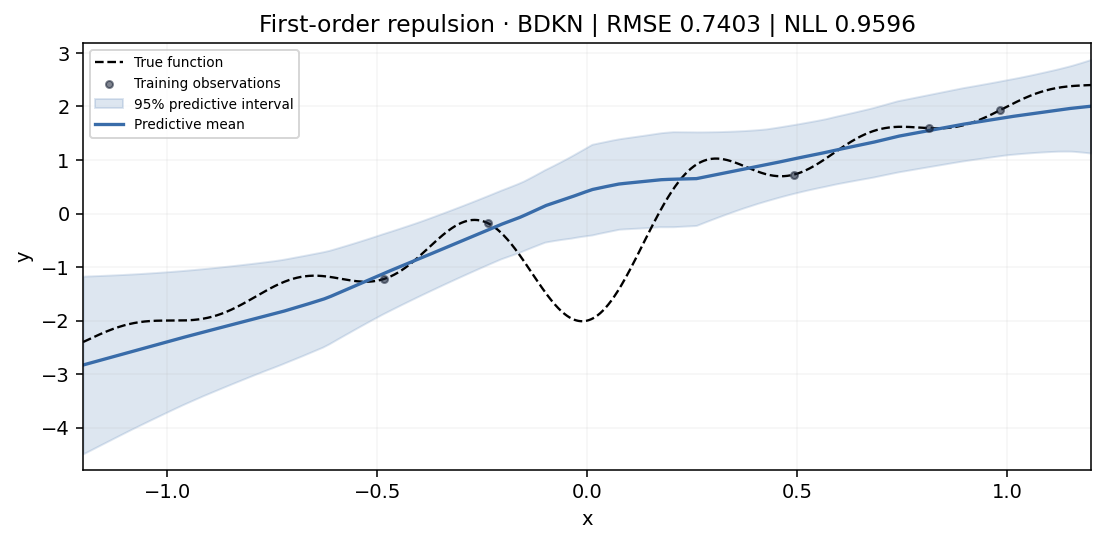 First-order repulsion · BDKN | RMSE 0.7403 | NLL 0.9596
True function
Training observations
95% predictive interval
Predictive mean
y
3
2
1
0
−1
−2
−3
−4
−1.0 −0.5 0.0 0.5 1.0
x